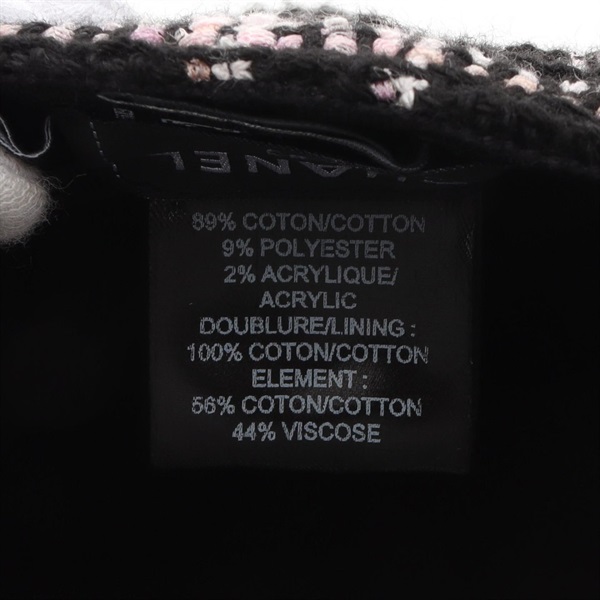 CHANEL
89% COTON/COTTON
9% POLYESTER
2% ACRYLIQUE/
ACRYLIC
DOUBLURE/LINING :
100% COTON/COTTON
ELEMENT :
56% COTON/COTTON
44% VISCOSE